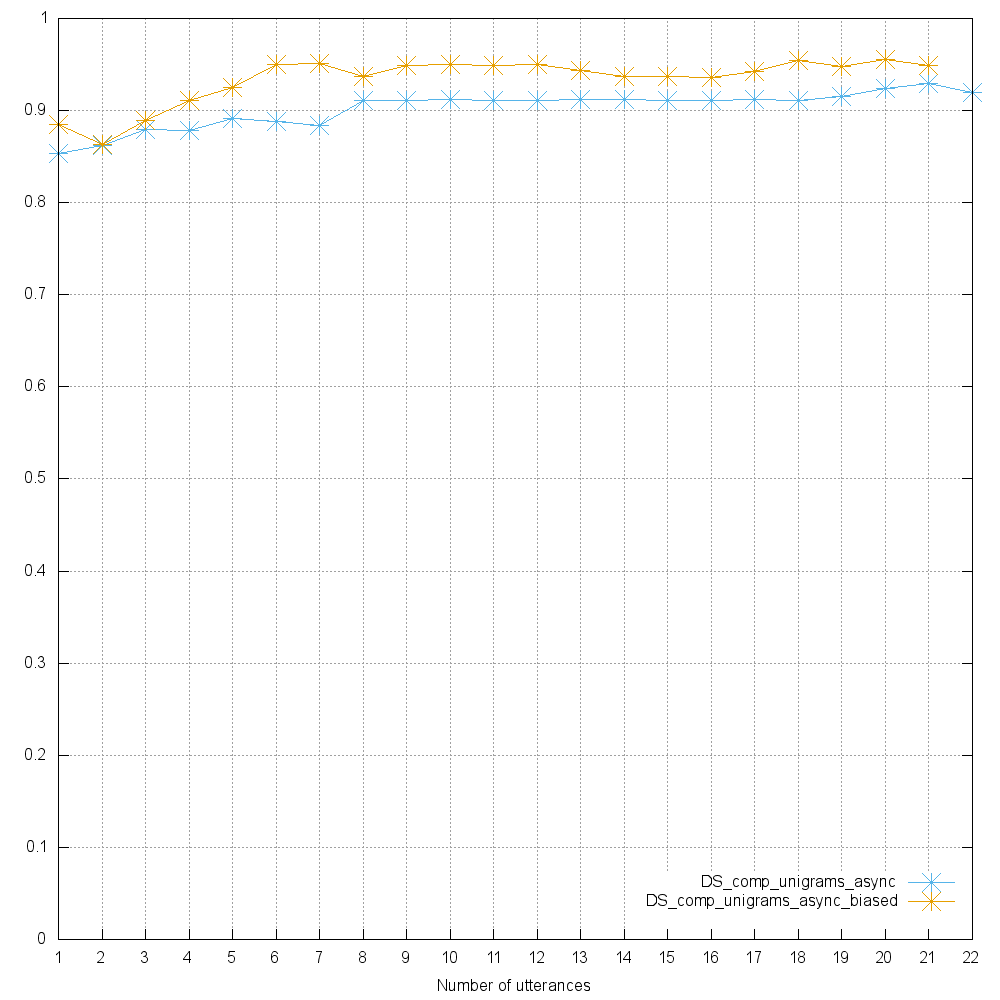 1
0.9
0.8
0.7
0.6
0.5
0.4
0.3
0.2
0.1
0
DS_comp_unigrams_async
DS_comp_unigrams_async_biased
1 2 3 4 5 6 7 8 9 10 11 12 13 14 15 16 17 18 19 20 21 22
Number of utterances